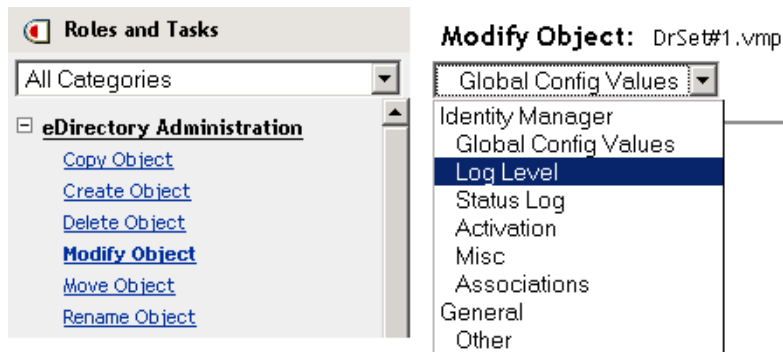 Roles and Tasks
All Categories
eDirectory Administration
Copy Object
Create Object
Delete Object
Modify Object
Move Object
Rename Object
Modify Object: DrSet#1.vmp
Global Config Values
Identity Manager
Global Config Values
Log Level
Status Log
Activation
Misc
Associations
General
Other